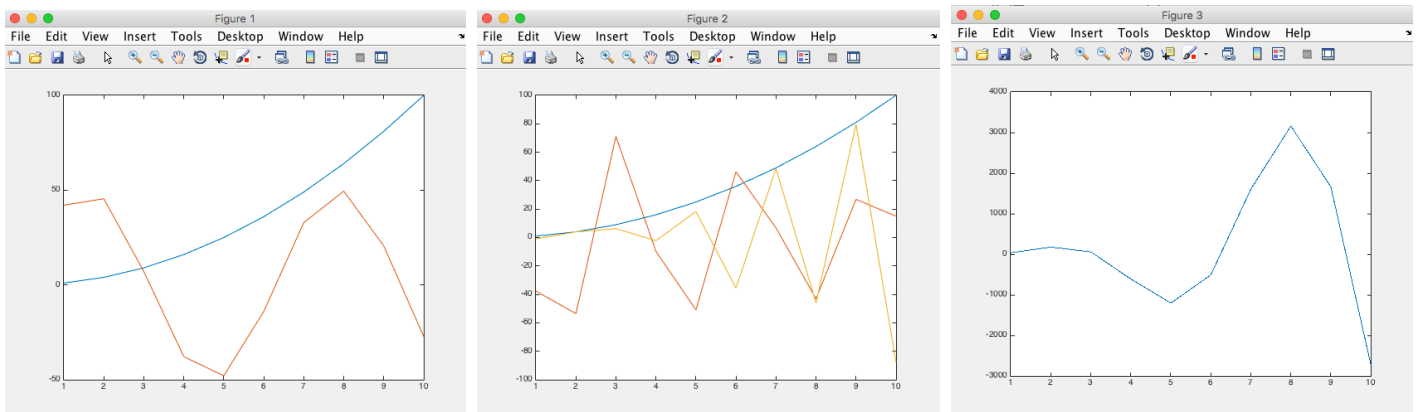 Figure 1
File Edit View Insert Tools Desktop Window Help
100
50
0
-50
1 2 3 4 5 6 7 8 9 10
Figure 2
File Edit View Insert Tools Desktop Window Help
100
80
60
40
20
0
-20
-40
-60
-80
-100
1 2 3 4 5 6 7 8 9 10
Figure 3
File Edit View Insert Tools Desktop Window Help
4000
3000
2000
1000
0
-1000
-2000
-3000
1 2 3 4 5 6 7 8 9 10